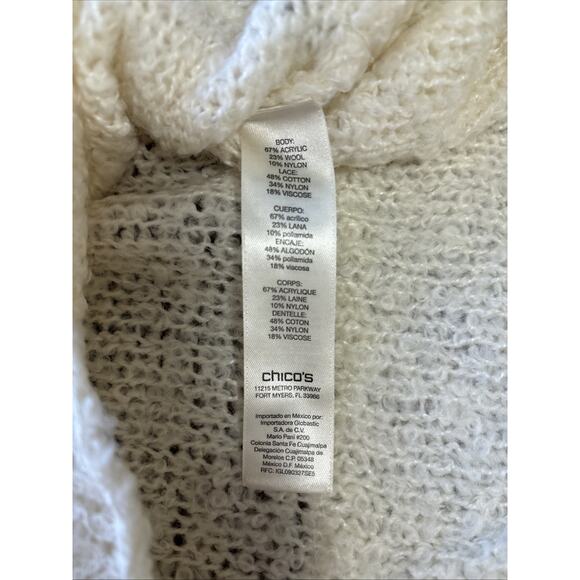 BODY:
67% ACRYLIC
23% WOOL
10% NYLON
LACE:
48% COTTON
34% NYLON
18% VISCOSE
CUERPO:
67% acrílico
23% LANA
10% poliamida
ENCAJE:
48% ALGODÓN
34% poliamida
18% viscosa
CORPS:
67% ACRYLIQUE
23% LAINE
10% NYLON
DENTELLE:
48% COTON
34% NYLON
18% VISCOSE
chico's
11215 METRO PARKWAY
FORT MYERS, FL 33966
Importado en México por:
Importadora Globastic
S.A. de C.V.
Mario Pani #200
Colonia Santa Fe Cuajimalpa
Delegación Cuajimalpa de
Morelos C.P. 05348
México D.F. México
RFC: IGL090327SE5